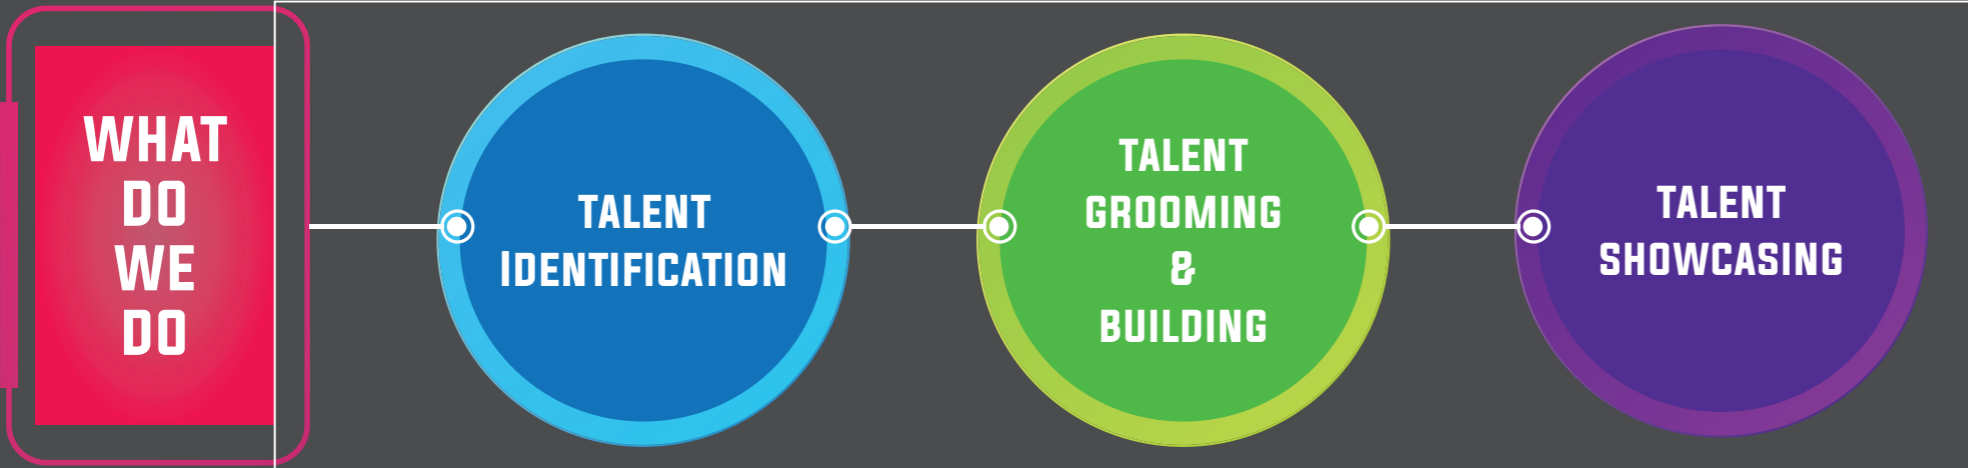 WHAT
DO
WE
DO
TALENT
IDENTIFICATION
TALENT
GROOMING
&
BUILDING
TALENT
SHOWCASING